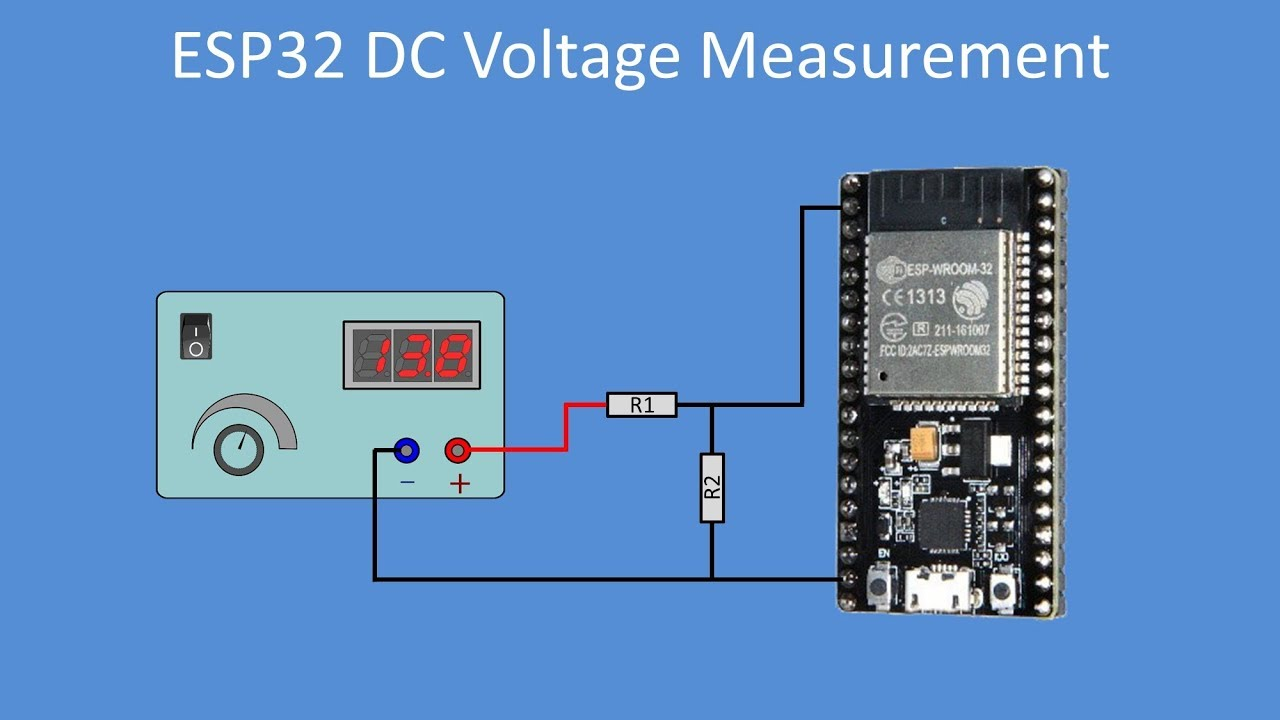 ESP32 DC Voltage Measurement
13.8
− +
R1
R2
ESP-WROOM-32
CE1313
R 211-161007
FCC ID:2AC7Z-ESPWROOM32
EN